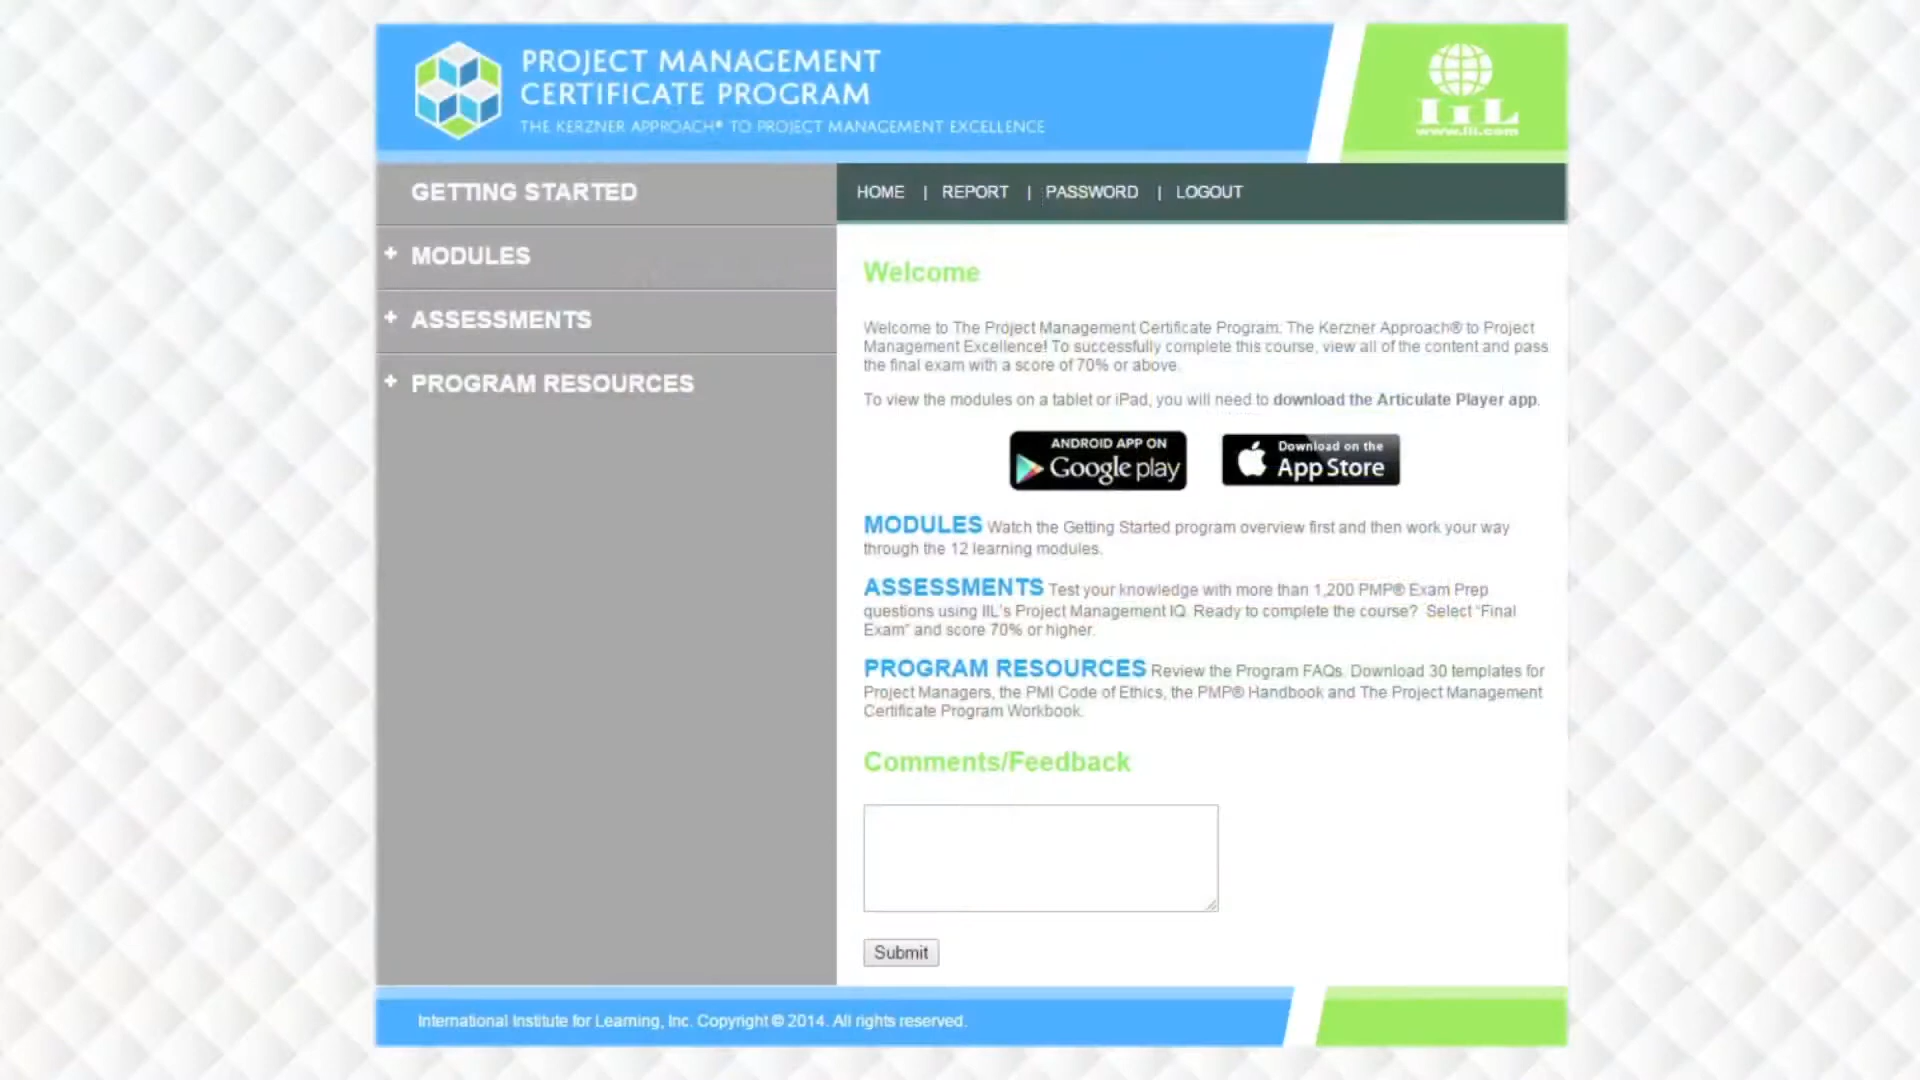 PROJECT MANAGEMENT
CERTIFICATE PROGRAM
THE KERZNER APPROACH® TO PROJECT MANAGEMENT EXCELLENCE
IIL
www.iil.com
GETTING STARTED
+ MODULES
+ ASSESSMENTS
+ PROGRAM RESOURCES
HOME | REPORT | PASSWORD | LOGOUT
Welcome
Welcome to The Project Management Certificate Program: The Kerzner Approach® to Project
Management Excellence! To successfully complete this course, view all of the content and pass
the final exam with a score of 70% or above.
To view the modules on a tablet or iPad, you will need to download the Articulate Player app.
ANDROID APP ON
Google play
Download on the
App Store
MODULES Watch the Getting Started program overview first and then work your way
through the 12 learning modules.
ASSESSMENTS Test your knowledge with more than 1,200 PMP® Exam Prep
questions using IIL's Project Management IQ. Ready to complete the course? Select "Final
Exam" and score 70% or higher.
PROGRAM RESOURCES Review the Program FAQs. Download 30 templates for
Project Managers, the PMI Code of Ethics, the PMP® Handbook and The Project Management
Certificate Program Workbook.
Comments/Feedback
Submit
International Institute for Learning, Inc. Copyright © 2014. All rights reserved.